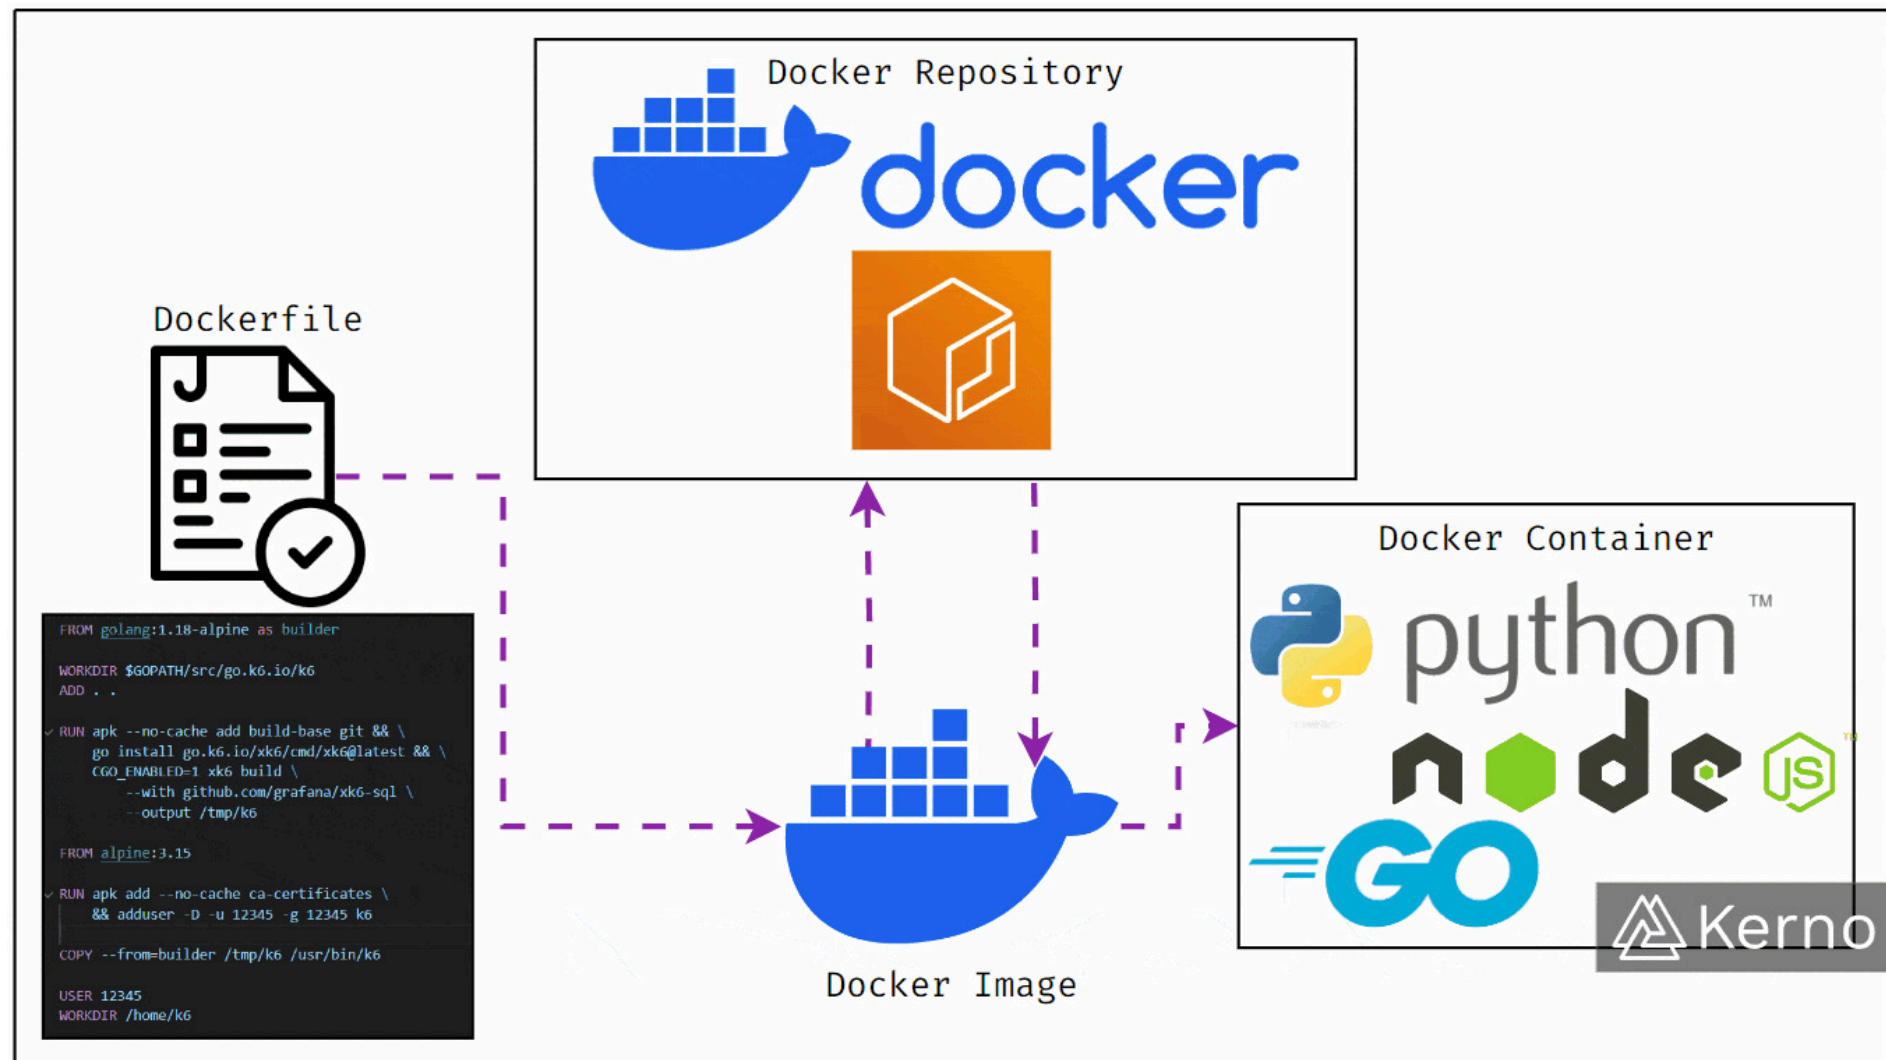 Docker Repository
docker
Dockerfile
FROM golang:1.18-alpine as builder
WORKDIR $GOPATH/src/go.k6.io/k6
ADD . .
RUN apk --no-cache add build-base git && \
go install go.k6.io/xk6/cmd/xk6@latest && \
CGO_ENABLED=1 xk6 build \
--with github.com/grafana/xk6-sql \
--output /tmp/k6
FROM alpine:3.15
RUN apk add --no-cache ca-certificates \
&& adduser -D -u 12345 -g 12345 k6
COPY --from=builder /tmp/k6 /usr/bin/k6
USER 12345
WORKDIR /home/k6
Docker Image
Docker Container
python™
node JS™
GO
Kerno